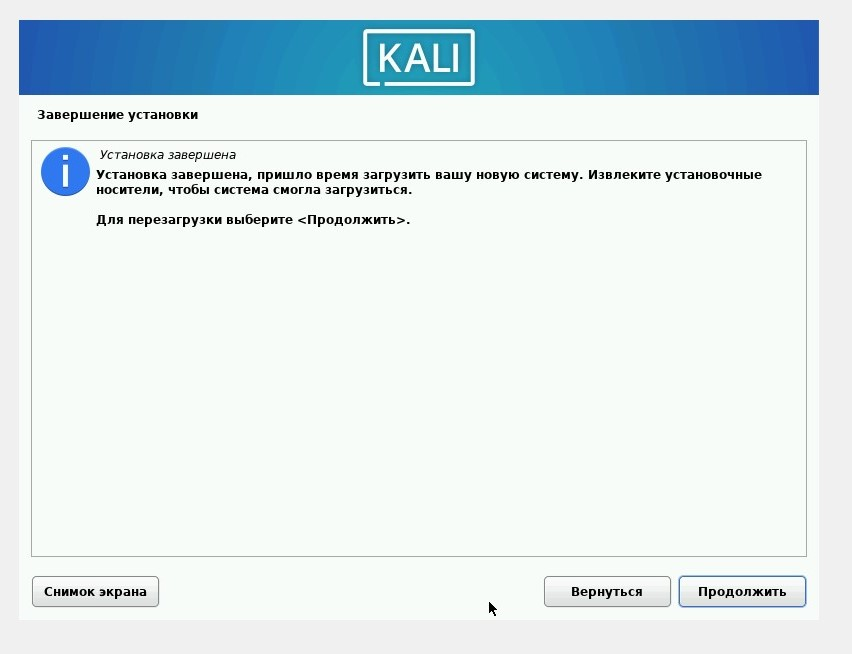 KALI
Завершение установки
Установка завершена
Установка завершена, пришло время загрузить вашу новую систему. Извлеките установочные
носители, чтобы система смогла загрузиться.
Для перезагрузки выберите <Продолжить>.
Снимок экрана
Вернуться
Продолжить